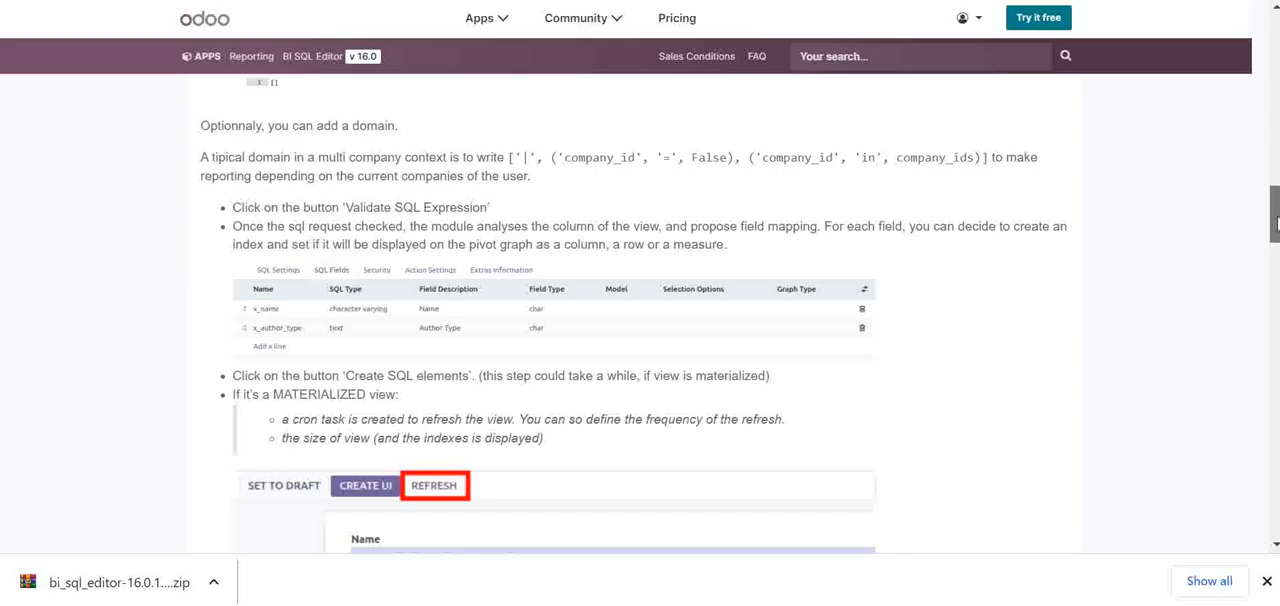 odoo Apps Community Pricing Try it free
APPS Reporting BI SQL Editor v 16.0 Sales Conditions FAQ Your search...
1 []
Optionnaly, you can add a domain.
A tipical domain in a multi company context is to write ['|', ('company_id', '=', False), ('company_id', 'in', company_ids)] to make
reporting depending on the current companies of the user.
Click on the button ‘Validate SQL Expression’
Once the sql request checked, the module analyses the column of the view, and propose field mapping. For each field, you can decide to create an
index and set if it will be displayed on the pivot graph as a column, a row or a measure.
SQL Settings SQL Fields Security Action Settings Extras Information
Name SQL Type Field Description Field Type Model Selection Options Graph Type
x_name character varying Name char
x_author_type text Author Type char
Add a line
Click on the button ‘Create SQL elements’. (this step could take a while, if view is materialized)
If it’s a MATERIALIZED view:
a cron task is created to refresh the view. You can so define the frequency of the refresh.
the size of view (and the indexes is displayed)
SET TO DRAFT CREATE UI REFRESH
Name
bi_sql_editor-16.0.1....zip Show all